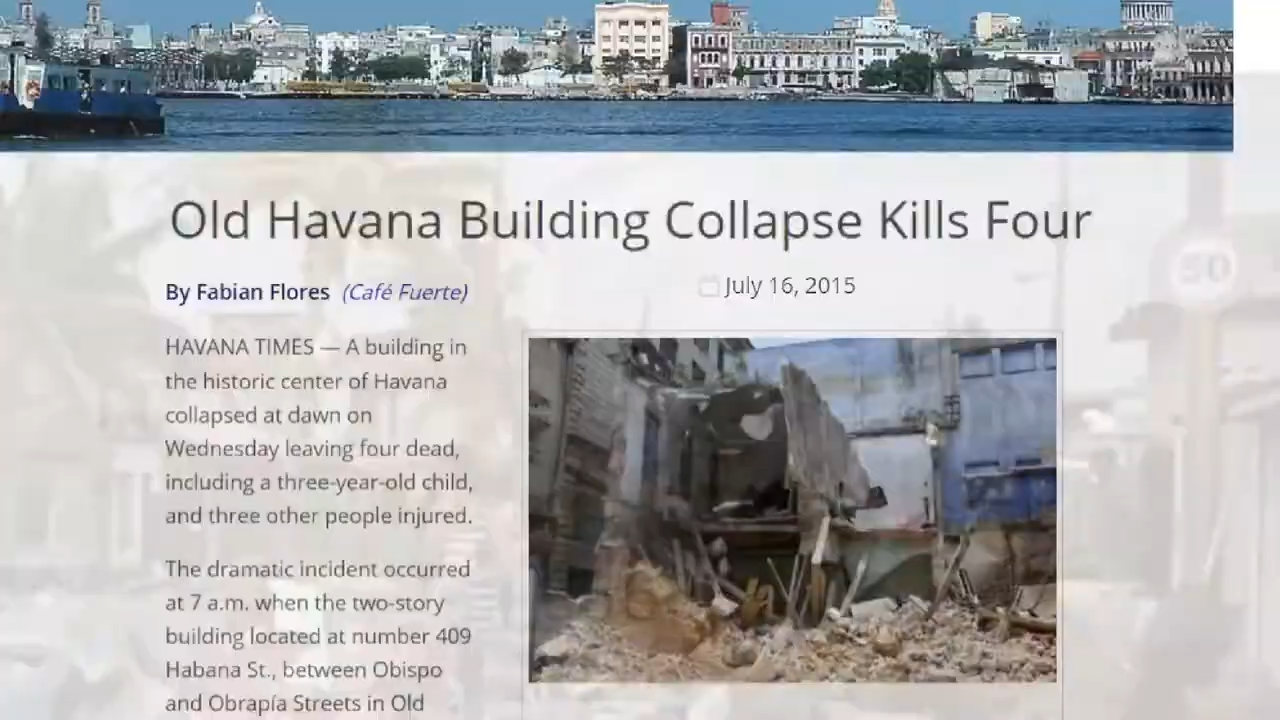 Old Havana Building Collapse Kills Four
By Fabian Flores (Café Fuerte)
July 16, 2015
HAVANA TIMES — A building in
the historic center of Havana
collapsed at dawn on
Wednesday leaving four dead,
including a three-year-old child,
and three other people injured.
The dramatic incident occurred
at 7 a.m. when the two-story
building located at number 409
Habana St., between Obispo
and Obrapía Streets in Old
50